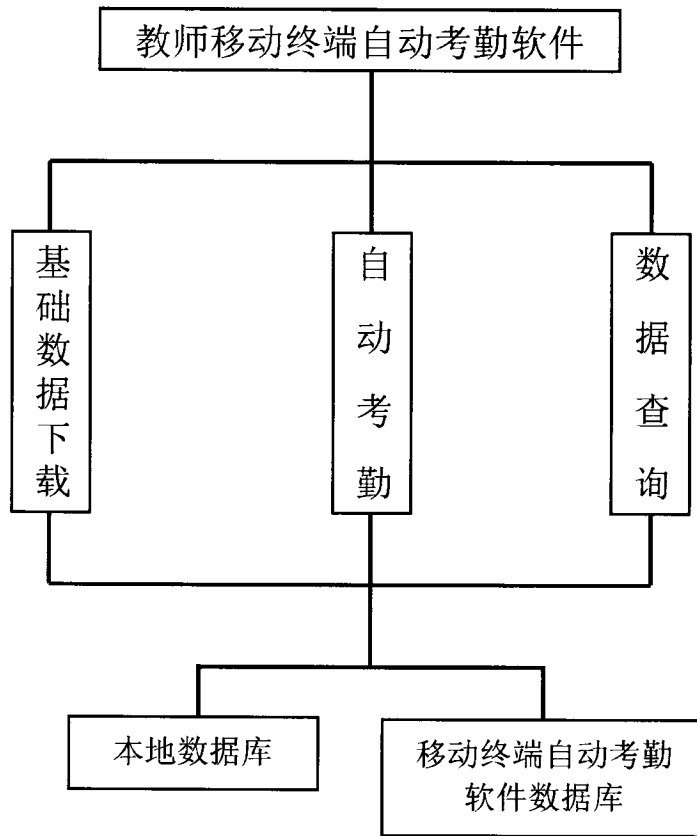 教师移动终端自动考勤软件
基础数据下载
自动考勤
数据查询
本地数据库
移动终端自动考勤
软件数据库